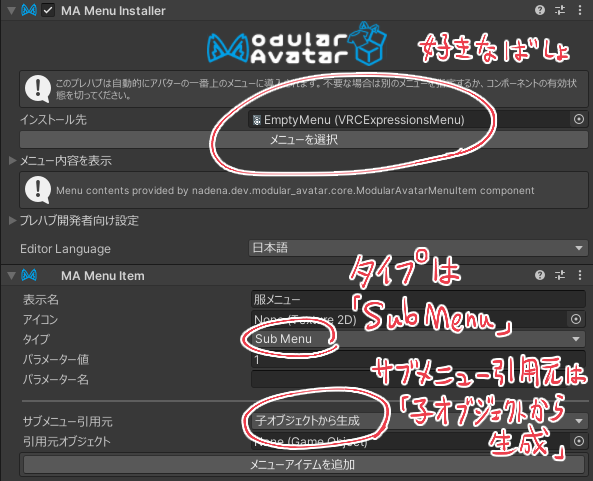 MA Menu Installer
Modular
Avatar
好きなばしょ
このプレハブは自動的にアバターの一番上のメニューに導入されます。不要な場合は別のメニューを指定するか、コンポーネントの有効状
態を切ってください。
インストール先
EmptyMenu (VRCExpressionsMenu)
メニューを選択
メニュー内容を表示
Menu contents provided by nadena.dev.modular_avatar.core.ModularAvatarMenuItem component
プレハブ開発者向け設定
Editor Language
日本語
MA Menu Item
タイプは
「SubMenu」
表示名
服メニュー
アイコン
None (Texture 2D)
タイプ
Sub Menu
パラメーター値
1
パラメーター名
サブメニュー引用元は
「子オブジェクトから
生成」
サブメニュー引用元
子オブジェクトから生成
引用元オブジェクト
None (Game Object)
メニューアイテムを追加